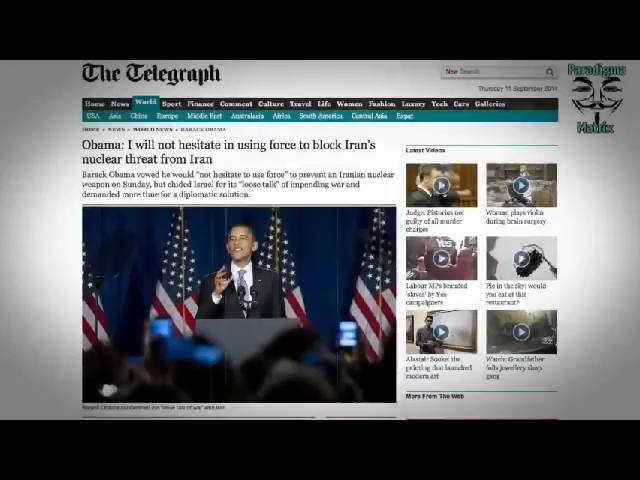 The Telegraph
Search
Paradigma
Matrix
Thursday 11 September 2014
Home News World Sport Finance Comment Culture Travel Life Women Fashion Luxury Tech Cars Galleries
USA Asia China Europe Middle East Australasia Africa South America Central Asia Expat
HOME » NEWS » WORLD NEWS » BARACK OBAMA
Obama: I will not hesitate in using force to block Iran's
nuclear threat from Iran
Barack Obama vowed he would "not hesitate to use force" to prevent an Iranian nuclear
weapon on Sunday, but chided Israel for its "loose talk" of impending war and
demanded more time for a diplomatic solution.
Latest Videos
Judge: Pistorius not
guilty of all murder
charges
Woman plays violin
during brain surgery
Yes
Labour MPs branded
'slaves' by Yes
campaigners
Pie in the sky: would
you eat at this
restaurant?
Alastair Sooke: the
painting that launched
modern art
Watch: Grandfather
foils jewellery shop
gang
More From The Web